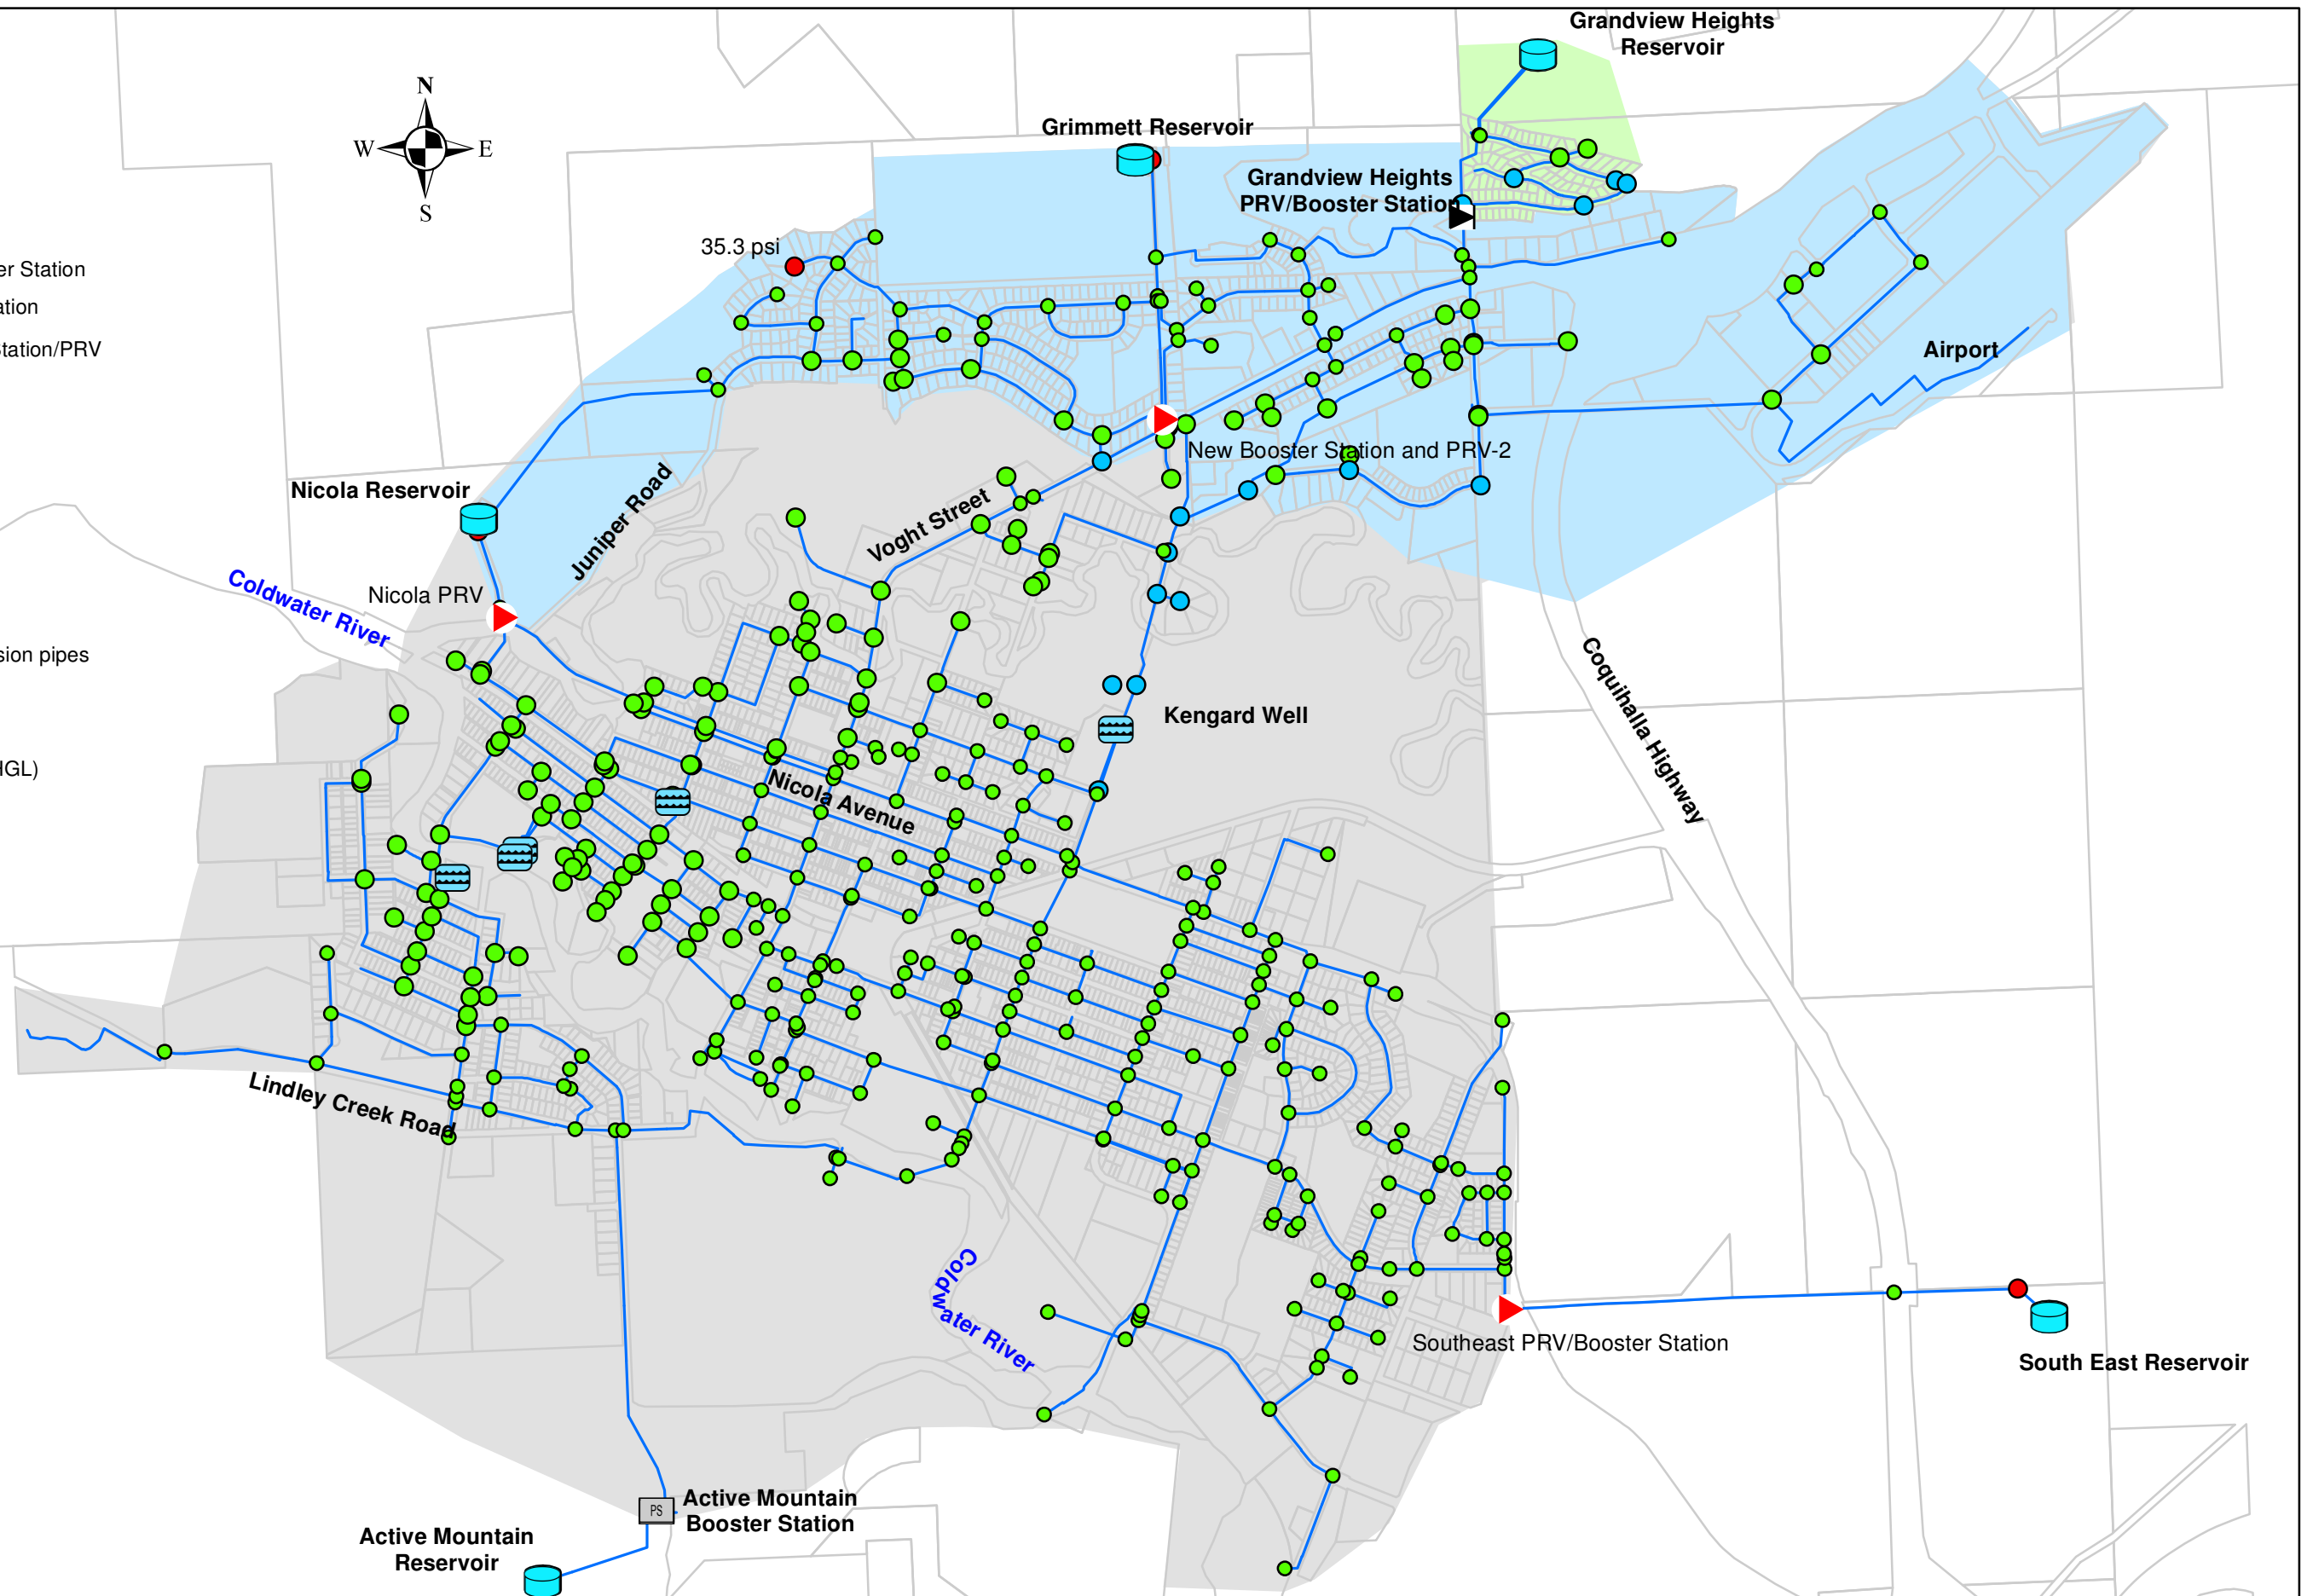 Grandview Heights
Reservoir
N
W
E
S
Grimmett Reservoir
Grandview Heights
PRV/Booster Station
35.3 psi
er Station
ation
Station/PRV
Airport
New Booster Station and PRV-2
Nicola Reservoir
Juniper Road
Voght Street
Coldwater River
Nicola PRV
sion pipes
Coquihalla Highway
Kengard Well
HGL)
Nicola Avenue
Lindley Creek Road
Coldwater River
Southeast PRV/Booster Station
South East Reservoir
PS
Active Mountain
Booster Station
Active Mountain
Reservoir